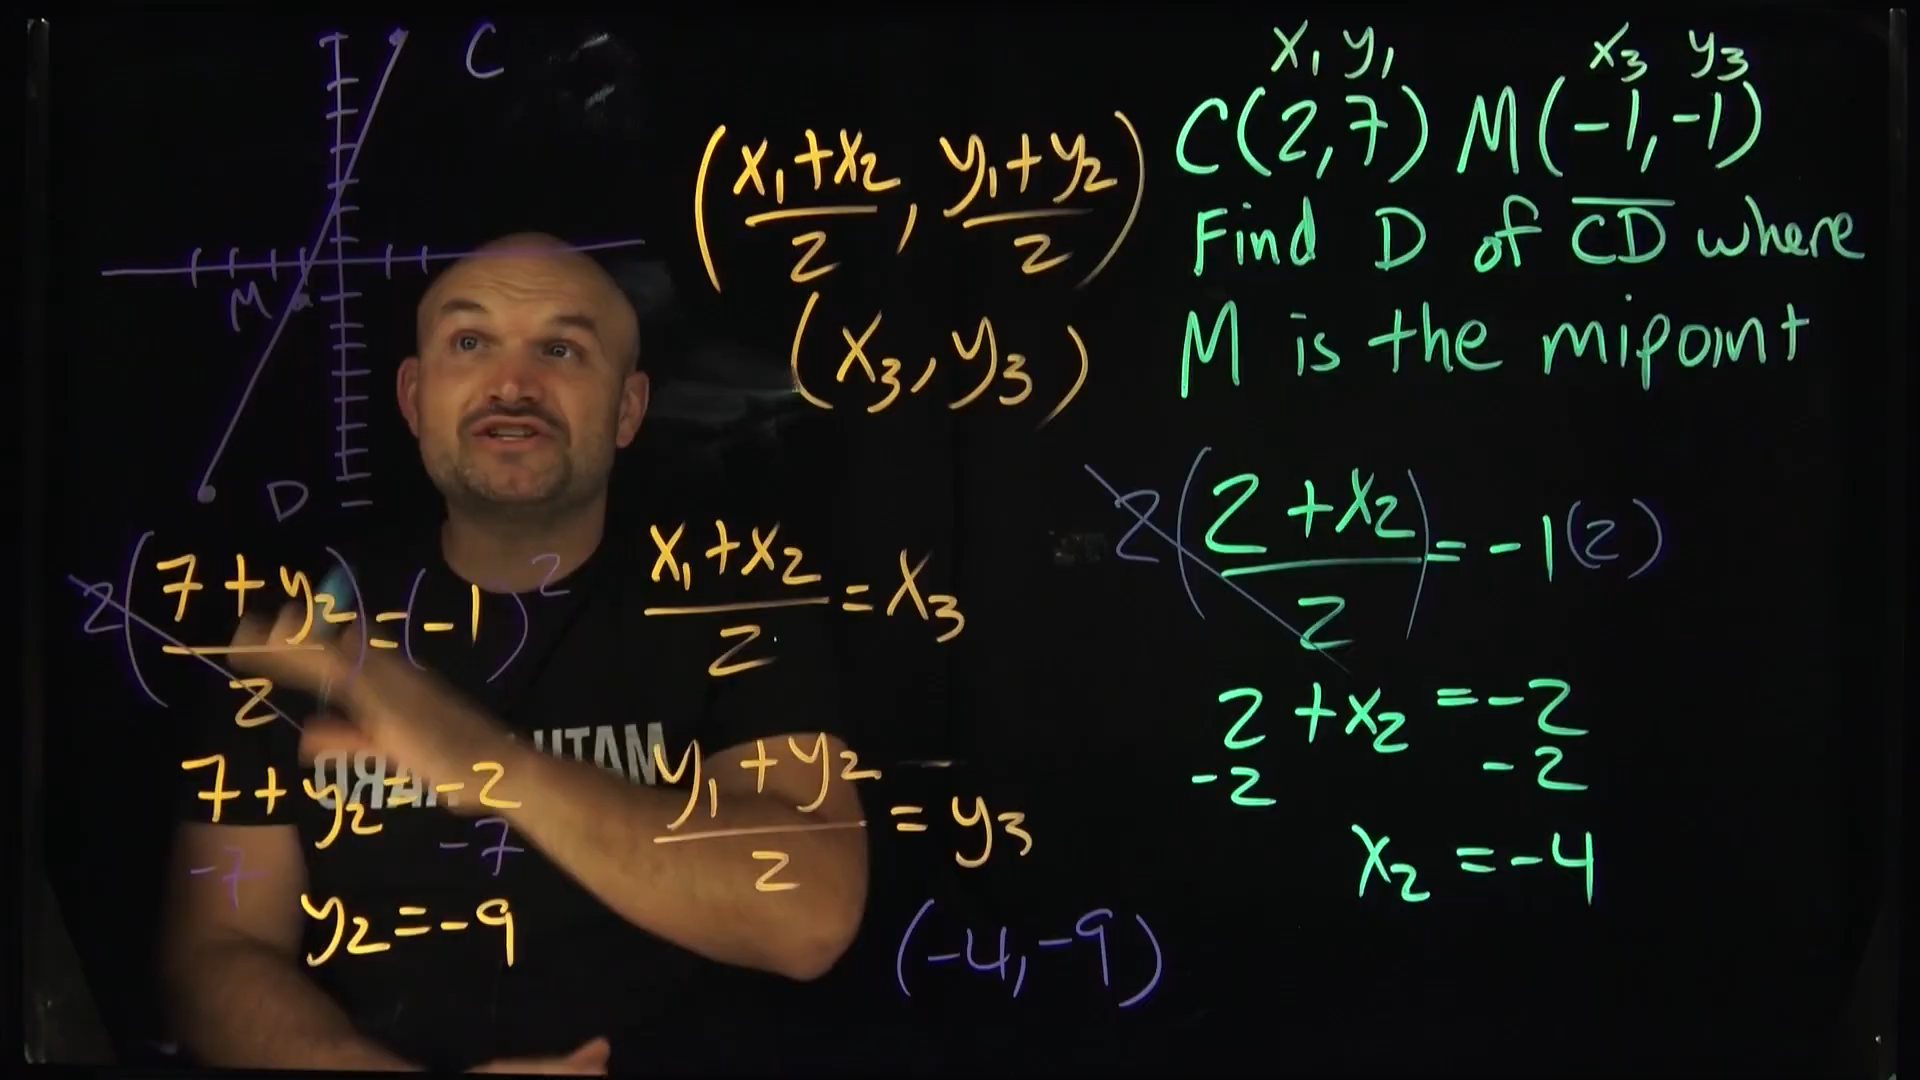 C
M
D
x₁ y₁ x₃ y₃
C(2,7) M(-1,-1)
Find D of C̅D̅ where
M is the mipoint
(x₁+x₂/2, y₁+y₂/2)
(x₃, y₃)
2(7+y₂/2)=(-1)2
7+y₂=-2
-7 -7
y₂=-9
x₁+x₂/2=x₃
y₁+y₂/2=y₃
(-4,-9)
2(2+x₂/2)=-1(2)
2+x₂=-2
-2 -2
x₂=-4